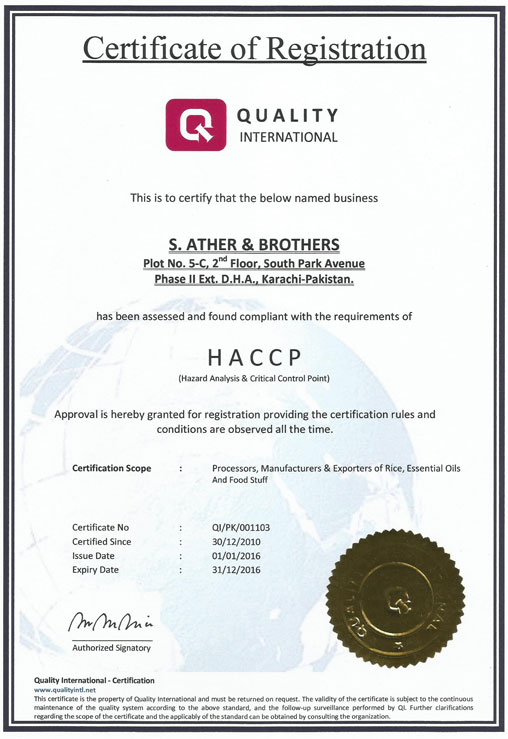 Certificate of Registration
QUALITY
INTERNATIONAL
This is to certify that the below named business
S. ATHER & BROTHERS
Plot No. 5-C, 2nd Floor, South Park Avenue
Phase II Ext. D.H.A., Karachi-Pakistan.
has been assessed and found compliant with the requirements of
HACCP
(Hazard Analysis & Critical Control Point)
Approval is hereby granted for registration providing the certification rules and
conditions are observed all the time.
Certification Scope : Processors, Manufacturers & Exporters of Rice, Essential Oils
And Food Stuff
Certificate No : QI/PK/001103
Certified Since : 30/12/2010
Issue Date : 01/01/2016
Expiry Date : 31/12/2016
Authorized Signatory
Quality International - Certification
www.qualityintl.net
This certificate is the property of Quality International and must be returned on request. The validity of the certificate is subject to the continuous
maintenance of the quality system according to the above standard, and the follow-up surveillance performed by QI. Further clarifications
regarding the scope of the certificate and the applicably of the standard can be obtained by consulting the organization.